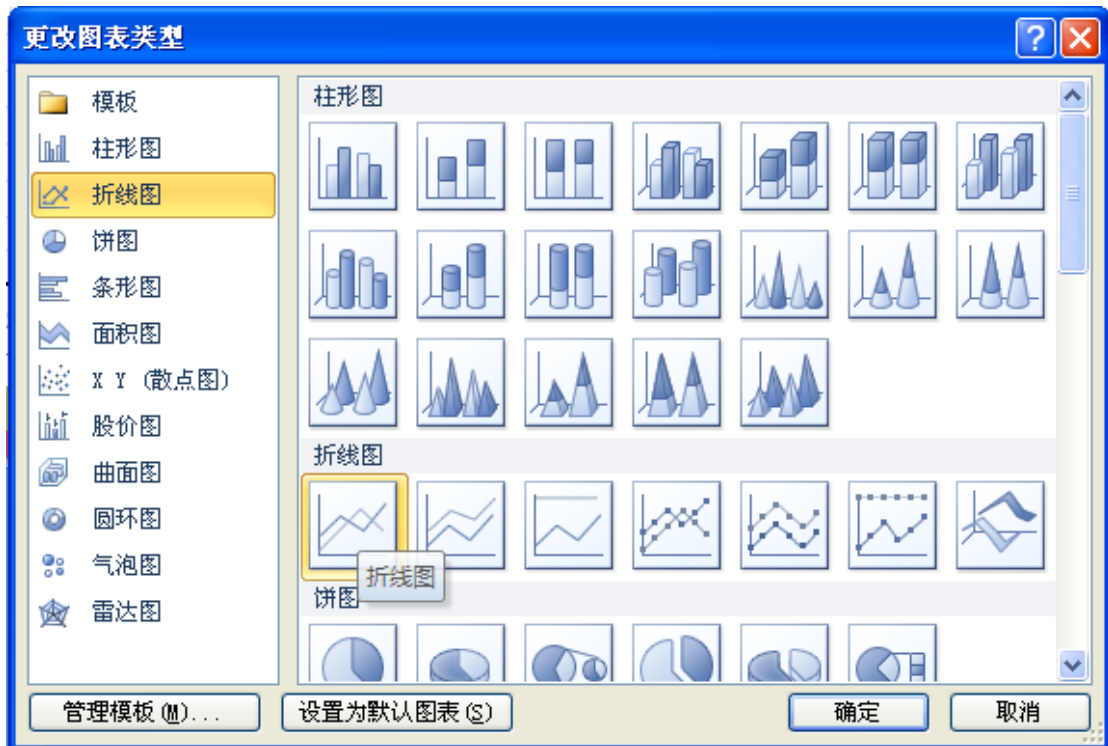 更改图表类型
模板
柱形图
折线图
饼图
条形图
面积图
X Y (散点图)
股价图
曲面图
圆环图
气泡图
雷达图
柱形图
折线图
折线图
饼图
管理模板(M)...
设置为默认图表(S)
确定
取消